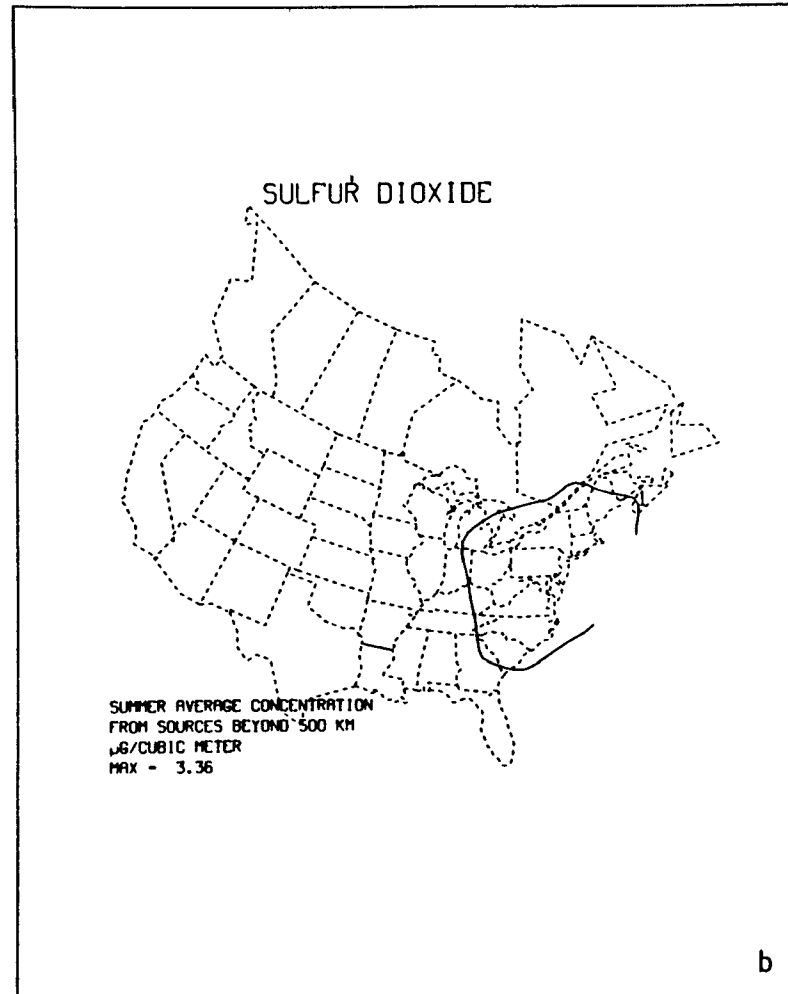 SULFUR DIOXIDE
SUMMER AVERAGE CONCENTRATION
FROM SOURCES BEYOND 500 KM
µG/CUBIC METER
MAX - 3.36
b